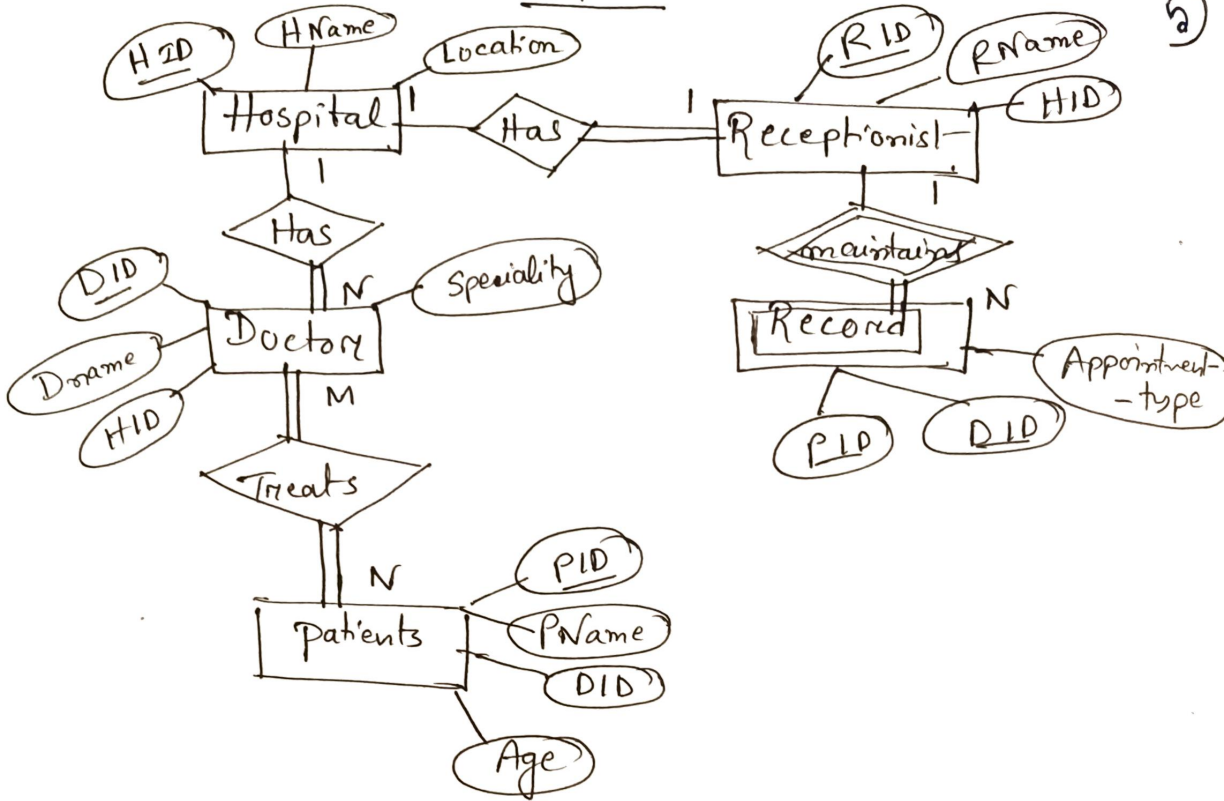 a)
HID
HName
Location
Hospital
1
Has
1
Receptionist
RID
RName
HID
1
Has
N
Doctor
DID
Dname
HID
Speciality
M
Treats
N
patients
PID
PName
DID
Age
1
maintains
N
Record
Appointment-
-type
PID
DID